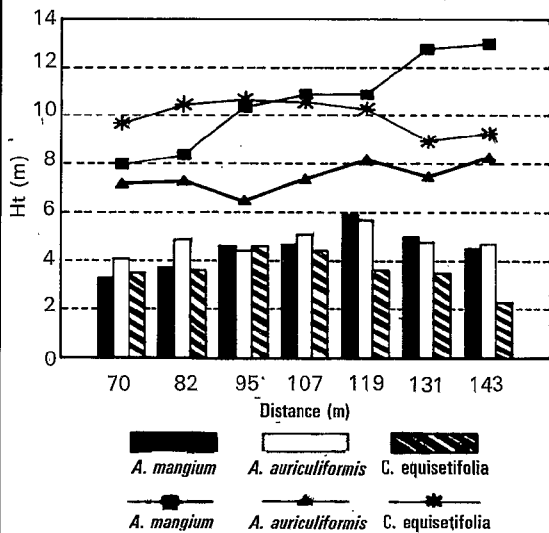 14
12
10
8
6
4
2
0
Ht (m)
70 82 95 107 119 131 143
Distance (m)
A. mangium A. auriculiformis C. equisetifolia
A. mangium A. auriculiformis C. equisetifolia